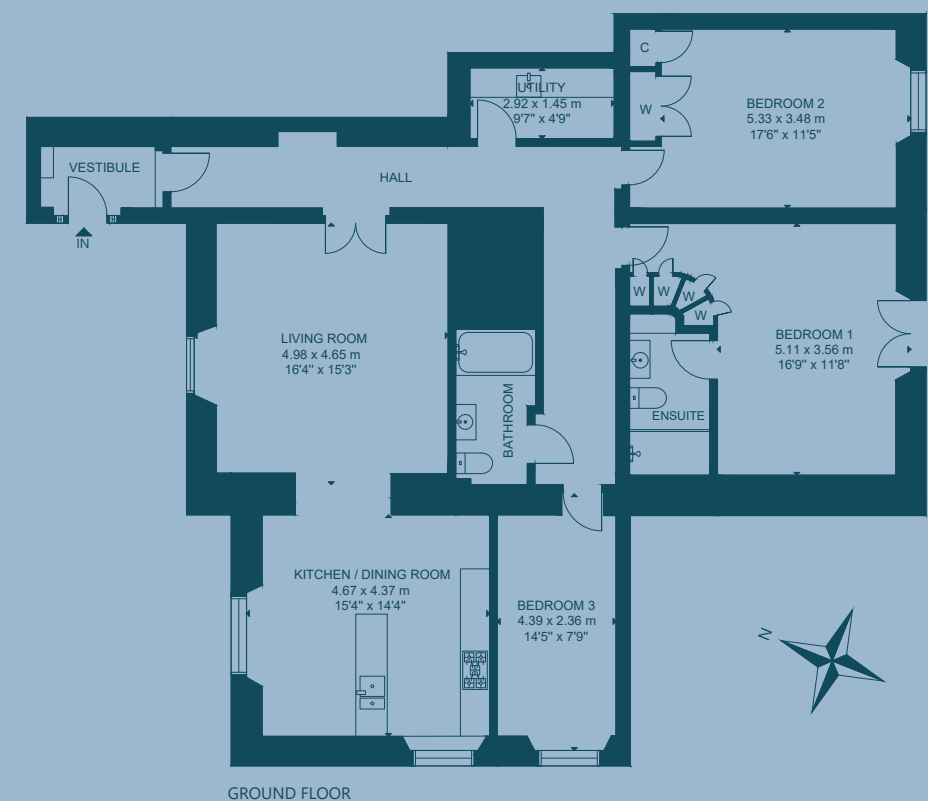 C
UTILITY
2.92 x 1.45 m
9'7" x 4'9"
W
BEDROOM 2
5.33 x 3.48 m
17'6" x 11'5"
VESTIBULE
HALL
IN
W
W
W
W
LIVING ROOM
4.98 x 4.65 m
16'4" x 15'3"
BEDROOM 1
5.11 x 3.56 m
16'9" x 11'8"
BATHROOM
ENSUITE
KITCHEN / DINING ROOM
4.67 x 4.37 m
15'4" x 14'4"
BEDROOM 3
4.39 x 2.36 m
14'5" x 7'9"
N
GROUND FLOOR